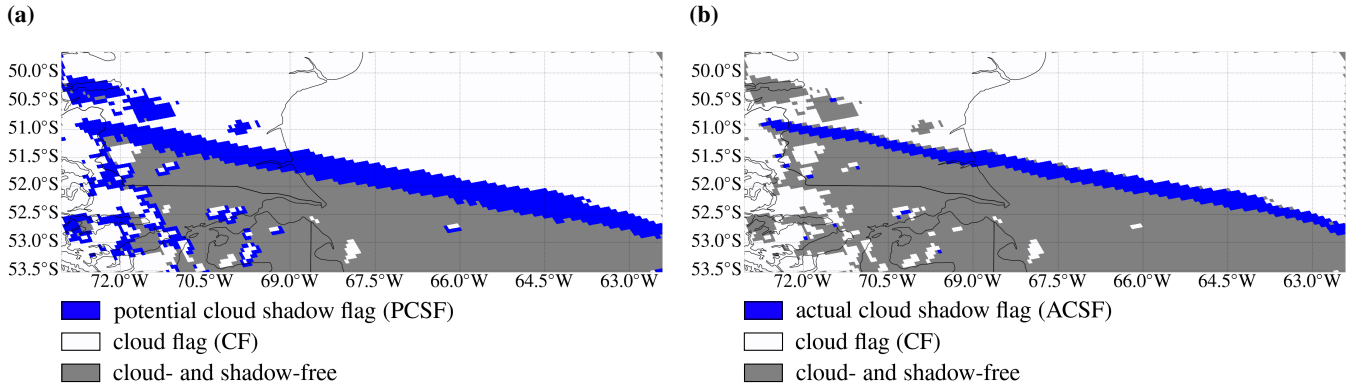 (a)
(b)
50.0°S
50.5°S
51.0°S
51.5°S
52.0°S
52.5°S
53.0°S
53.5°S
72.0°W 70.5°W 69.0°W 67.5°W 66.0°W 64.5°W 63.0°W
potential cloud shadow flag (PCSF)
cloud flag (CF)
cloud- and shadow-free
50.0°S
50.5°S
51.0°S
51.5°S
52.0°S
52.5°S
53.0°S
53.5°S
72.0°W 70.5°W 69.0°W 67.5°W 66.0°W 64.5°W 63.0°W
actual cloud shadow flag (ACSF)
cloud flag (CF)
cloud- and shadow-free